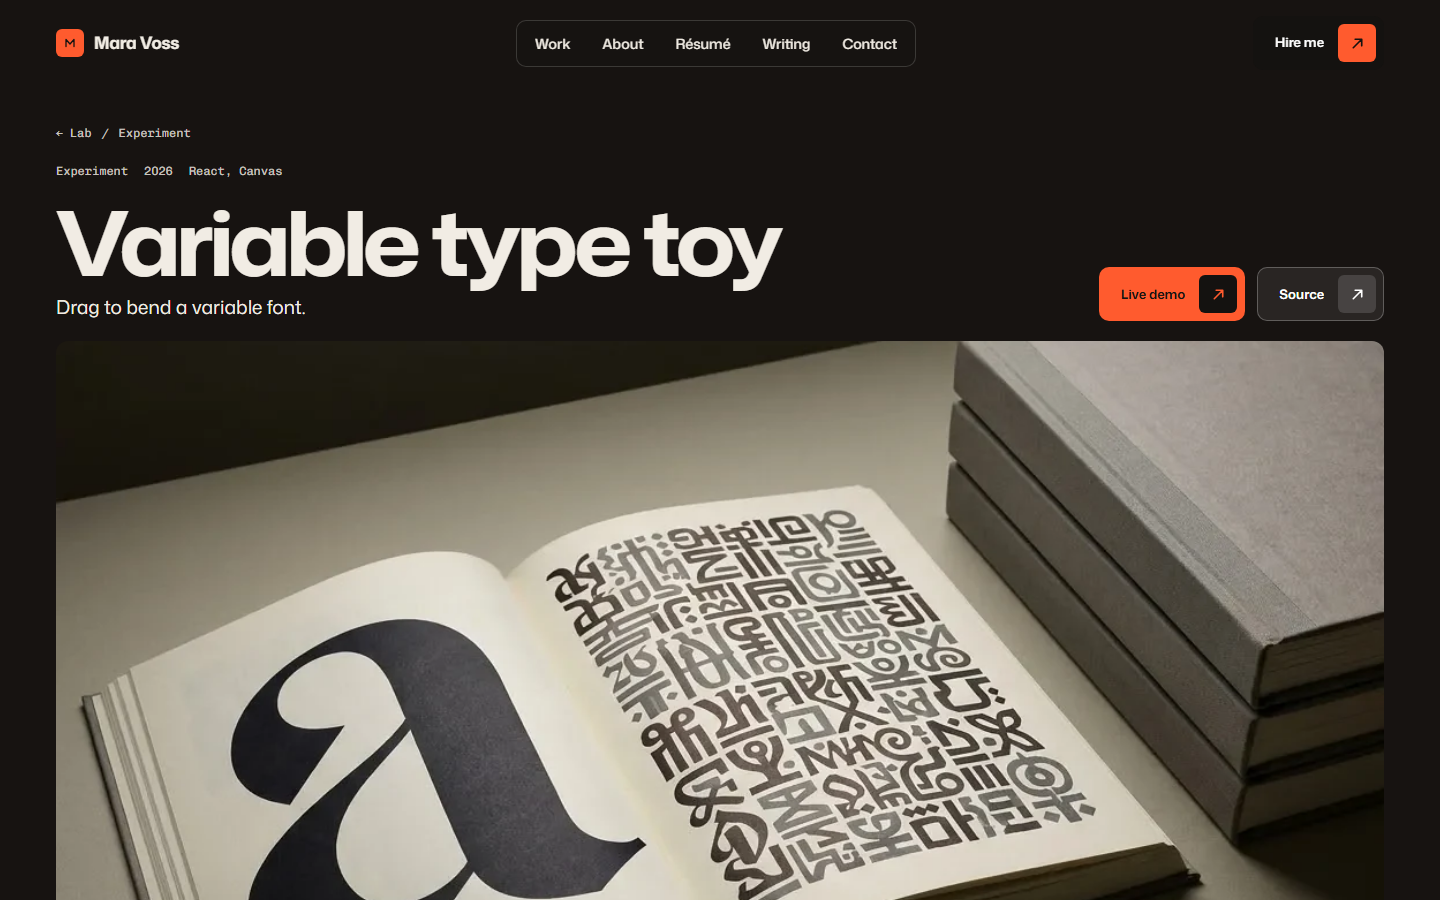 M Mara Voss
Work About Résumé Writing Contact
Hire me
← Lab / Experiment
Experiment 2026 React, Canvas
Variable type toy
Drag to bend a variable font.
Live demo
Source
a